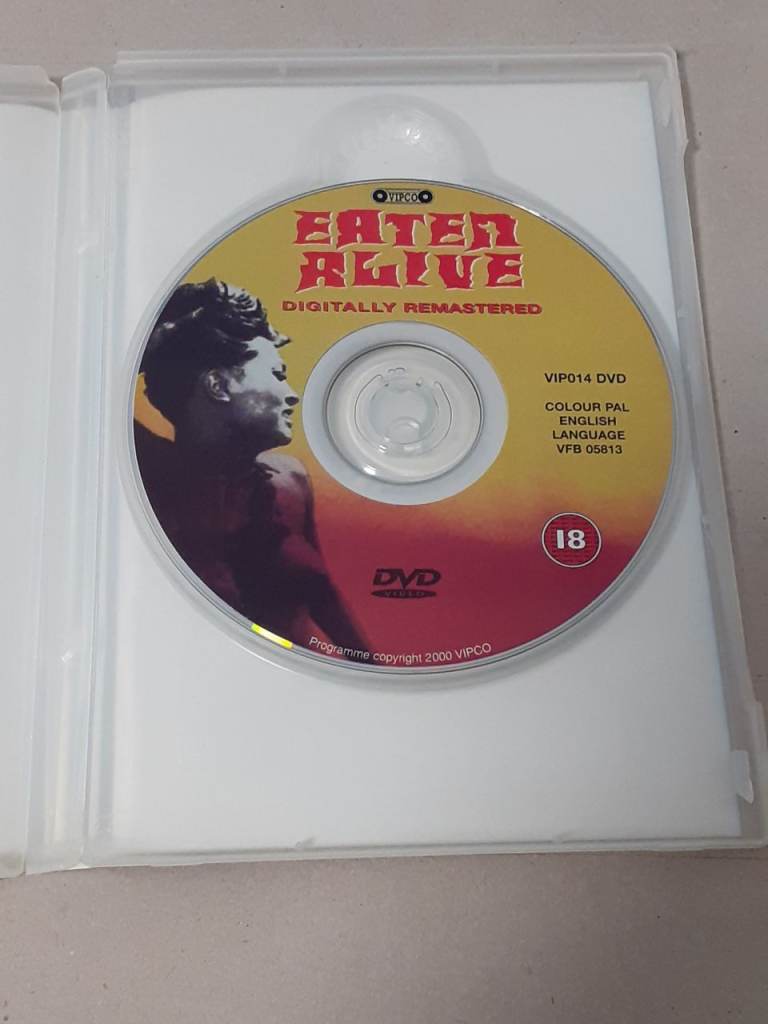 VIPCO
EATEN
ALIVE
DIGITALLY REMASTERED
VIP014 DVD
COLOUR PAL
ENGLISH
LANGUAGE
VFB 05813
18
DVD
VIDEO
Programme copyright 2000 VIPCO